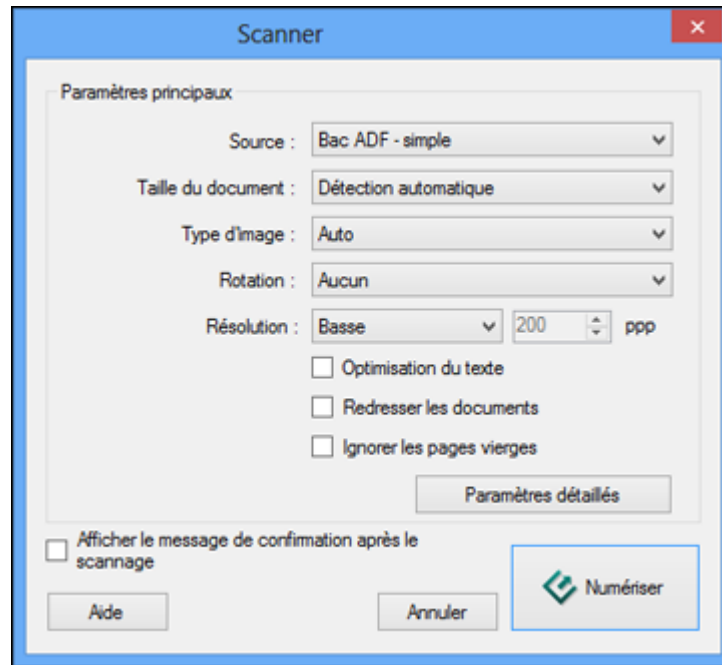 Scanner
Paramètres principaux
Source : Bac ADF - simple
Taille du document : Détection automatique
Type d'image : Auto
Rotation : Aucun
Résolution : Basse 200 ppp
Optimisation du texte
Redresser les documents
Ignorer les pages vierges
Paramètres détaillés
Afficher le message de confirmation après le
scannage
Numériser
Aide Annuler